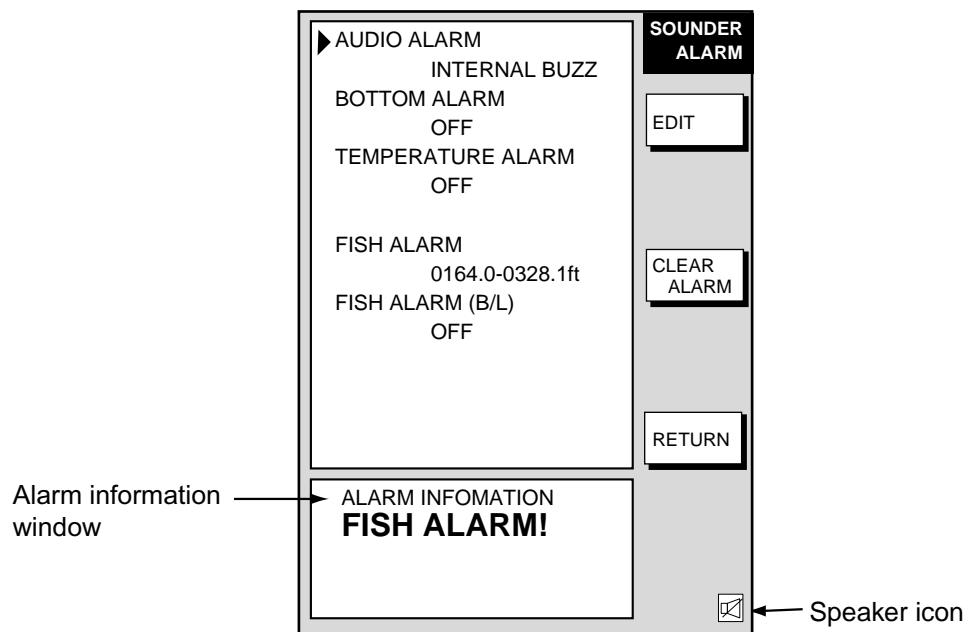 AUDIO ALARM
INTERNAL BUZZ
BOTTOM ALARM
OFF
TEMPERATURE ALARM
OFF
FISH ALARM
0164.0-0328.1ft
FISH ALARM (B/L)
OFF
SOUNDER
ALARM
EDIT
CLEAR
ALARM
RETURN
Alarm information
window
ALARM INFOMATION
FISH ALARM!
Speaker icon